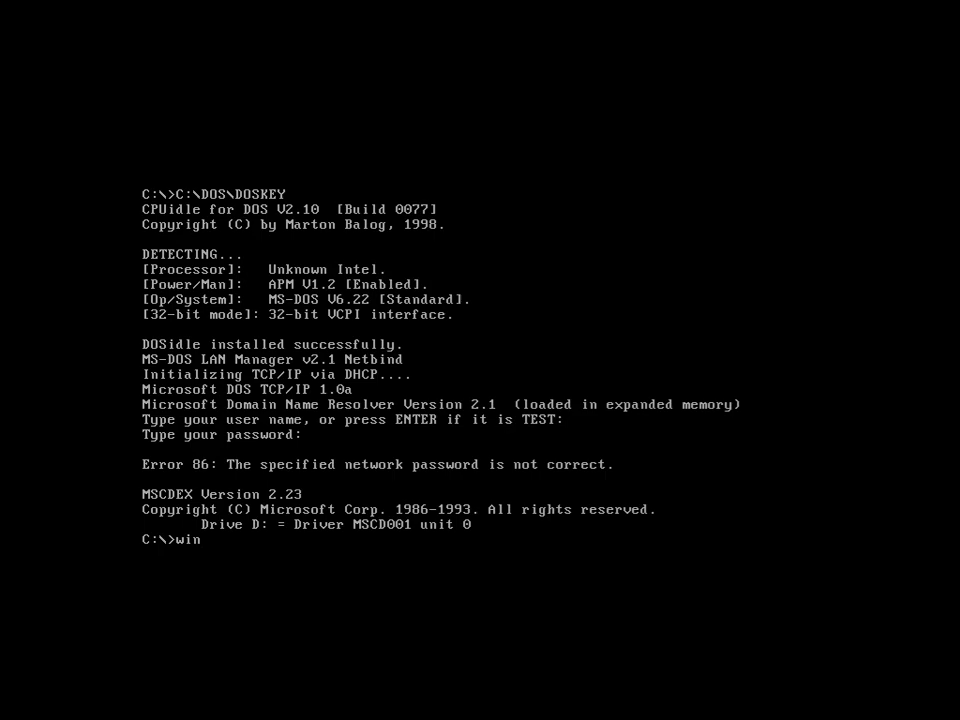 C:\>C:\DOS\DOSKEY
CPUidle for DOS V2.10  [Build 0077]
Copyright (C) by Marton Balog, 1998.
DETECTING...
[Processor]:   Unknown Intel.
[Power/Man]:   APM V1.2 [Enabled].
[Op/System]:   MS-DOS V6.22 [Standard].
[32-bit mode]: 32-bit VCPI interface.
DOSidle installed successfully.
MS-DOS LAN Manager v2.1 Netbind
Initializing TCP/IP via DHCP....
Microsoft DOS TCP/IP 1.0a
Microsoft Domain Name Resolver Version 2.1  (loaded in expanded memory)
Type your user name, or press ENTER if it is TEST:
Type your password:
Error 86: The specified network password is not correct.
MSCDEX Version 2.23
Copyright (C) Microsoft Corp. 1986-1993. All rights reserved.
       Drive D: = Driver MSCD001 unit 0
C:\>win